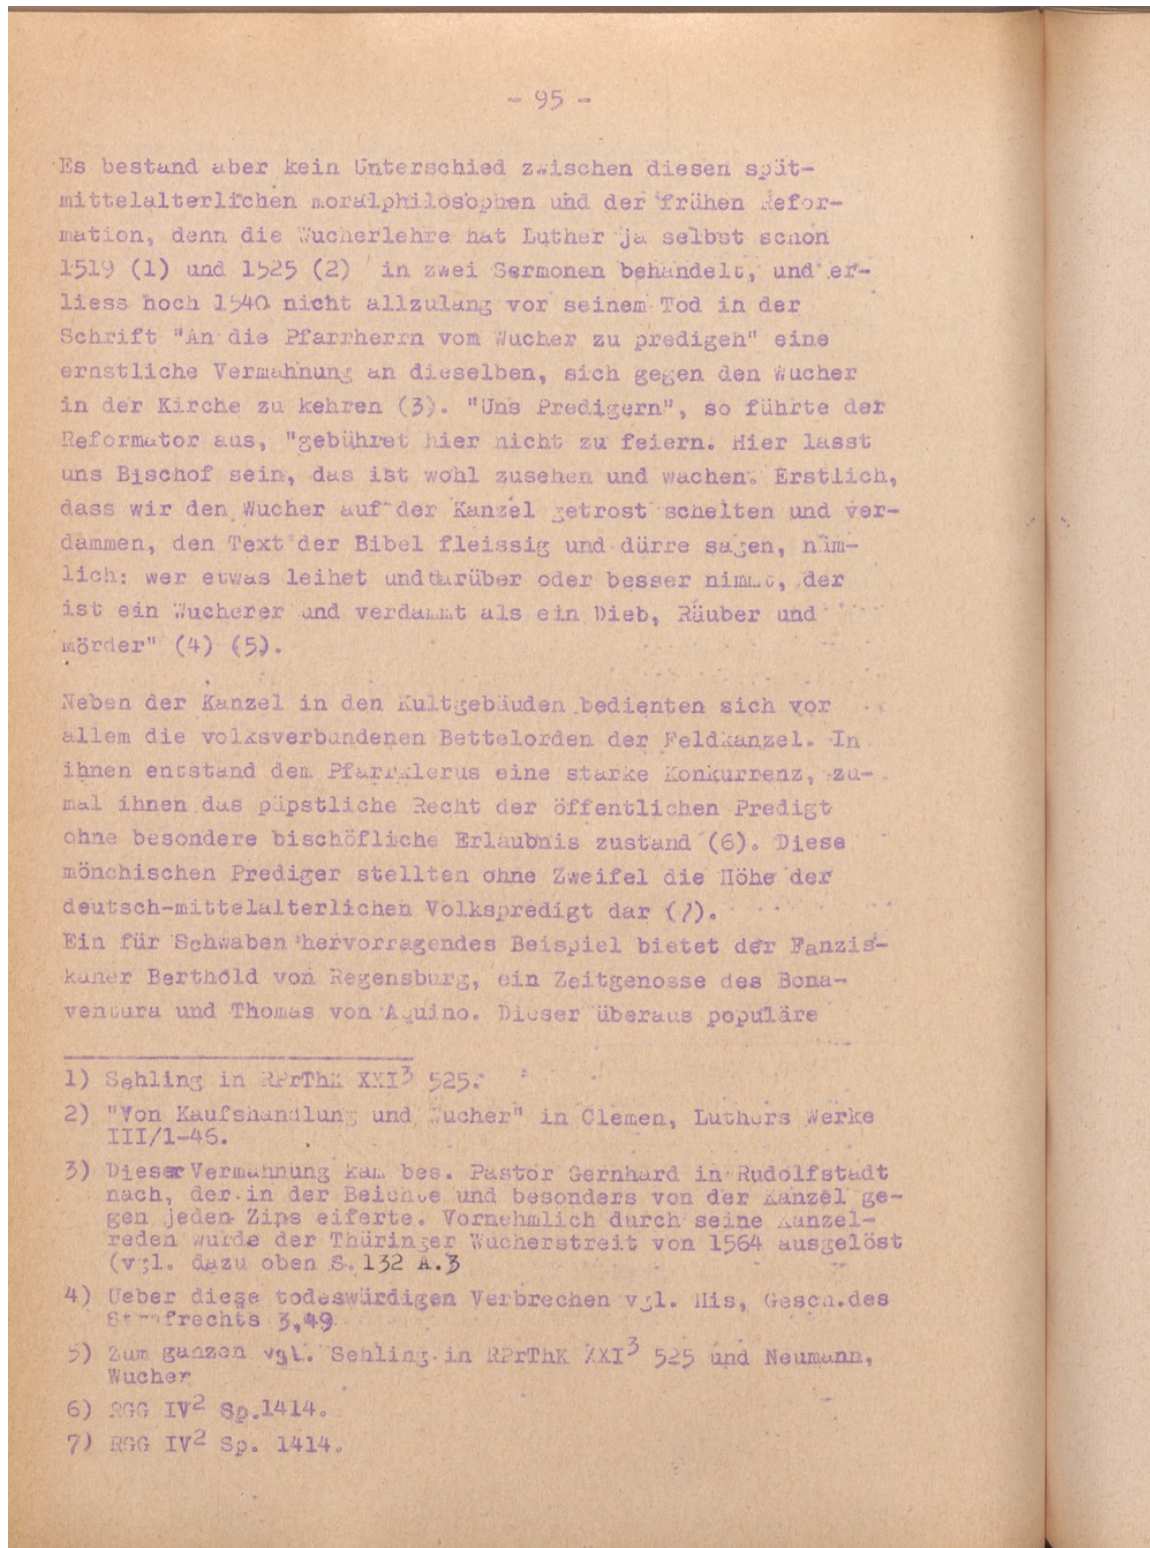 - 95 -
Es bestand aber kein Unterschied zwischen diesen spät-
mittelalterlichen moralphilosophen und der frühen Refor-
mation, denn die Wucherlehre hat Luther ja selbst schon
1519 (1) und 1525 (2) in zwei Sermonen behandelt, und er-
liess noch 1540 nicht allzulang vor seinem Tod in der
Schrift "An die Pfarrherrn vom Wucher zu predigen" eine
ernstliche Vermahnung an dieselben, sich gegen den Wucher
in der Kirche zu kehren (3). "Uns Predigern", so führte der
Reformator aus, "gebühret hier nicht zu feiern. Hier lasst
uns Bischof sein, das ist wohl zusehen und wachen. Erstlich,
dass wir den Wucher auf der Kanzel getrost schelten und ver-
dammen, den Text der Bibel fleissig und dürre sagen, näm-
lich: wer etwas leihet und darüber oder besser nimmt, der
ist ein Wucherer und verdammt als ein Dieb, Räuber und
mörder" (4) (5).
Neben der Kanzel in den Kultgebäuden bedienten sich vor
allem die volksverbundenen Bettelorden der Feldkanzel. In
ihnen entstand dem Pfarrklerus eine starke Konkurrenz, zu-
mal ihnen das päpstliche Recht der öffentlichen Predigt
ohne besondere bischöfliche Erlaubnis zustand (6). Diese
mönchischen Prediger stellten ohne Zweifel die Höhe der
deutsch-mittelalterlichen Volkspredigt dar (7).
Ein für Schwaben hervorragendes Beispiel bietet der Fanzis-
kaner Berthold von Regensburg, ein Zeitgenosse des Bona-
ventura und Thomas von Aquino. Dieser überaus populäre
1) Sehling in RPrThK XXI³ 525.
2) "Von Kaufshandlung und Wucher" in Clemen, Luthers Werke
III/1-46.
3) Dieser Vermahnung kam bes. Pastor Gernhard in Rudolfstadt
nach, der in der Beichte und besonders von der Kanzel ge-
gen jeden Zins eiferte. Vornehmlich durch seine Kanzel-
reden wurde der Thüringer Wucherstreit von 1564 ausgelöst
(vgl. dazu oben S. 132 A.3
4) Ueber diese todeswürdigen Verbrechen vgl. His, Gesch.des
Strafrechts 3,49
5) Zum ganzen vgl. Sehling in RPrThK XXI³ 525 und Neumann,
Wucher
6) RGG IV² Sp.1414.
7) RGG IV² Sp. 1414.